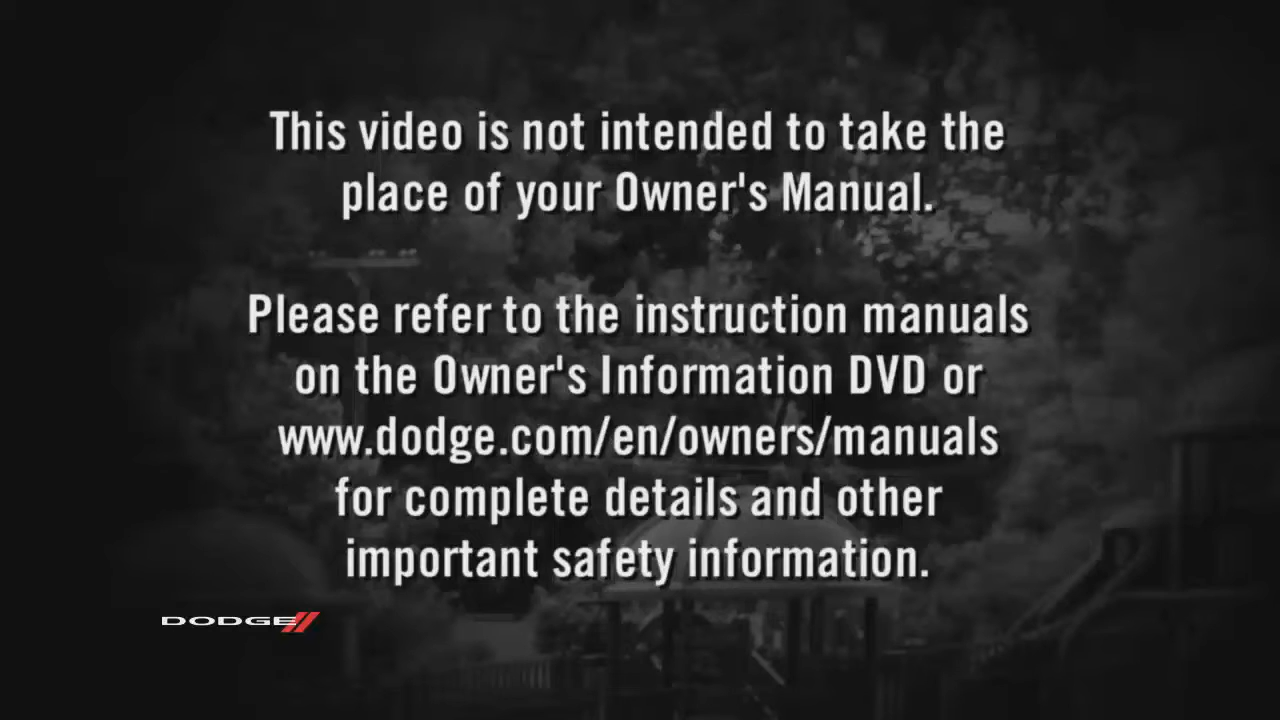 This video is not intended to take the
place of your Owner's Manual.
Please refer to the instruction manuals
on the Owner's Information DVD or
www.dodge.com/en/owners/manuals
for complete details and other
important safety information.
DODGE